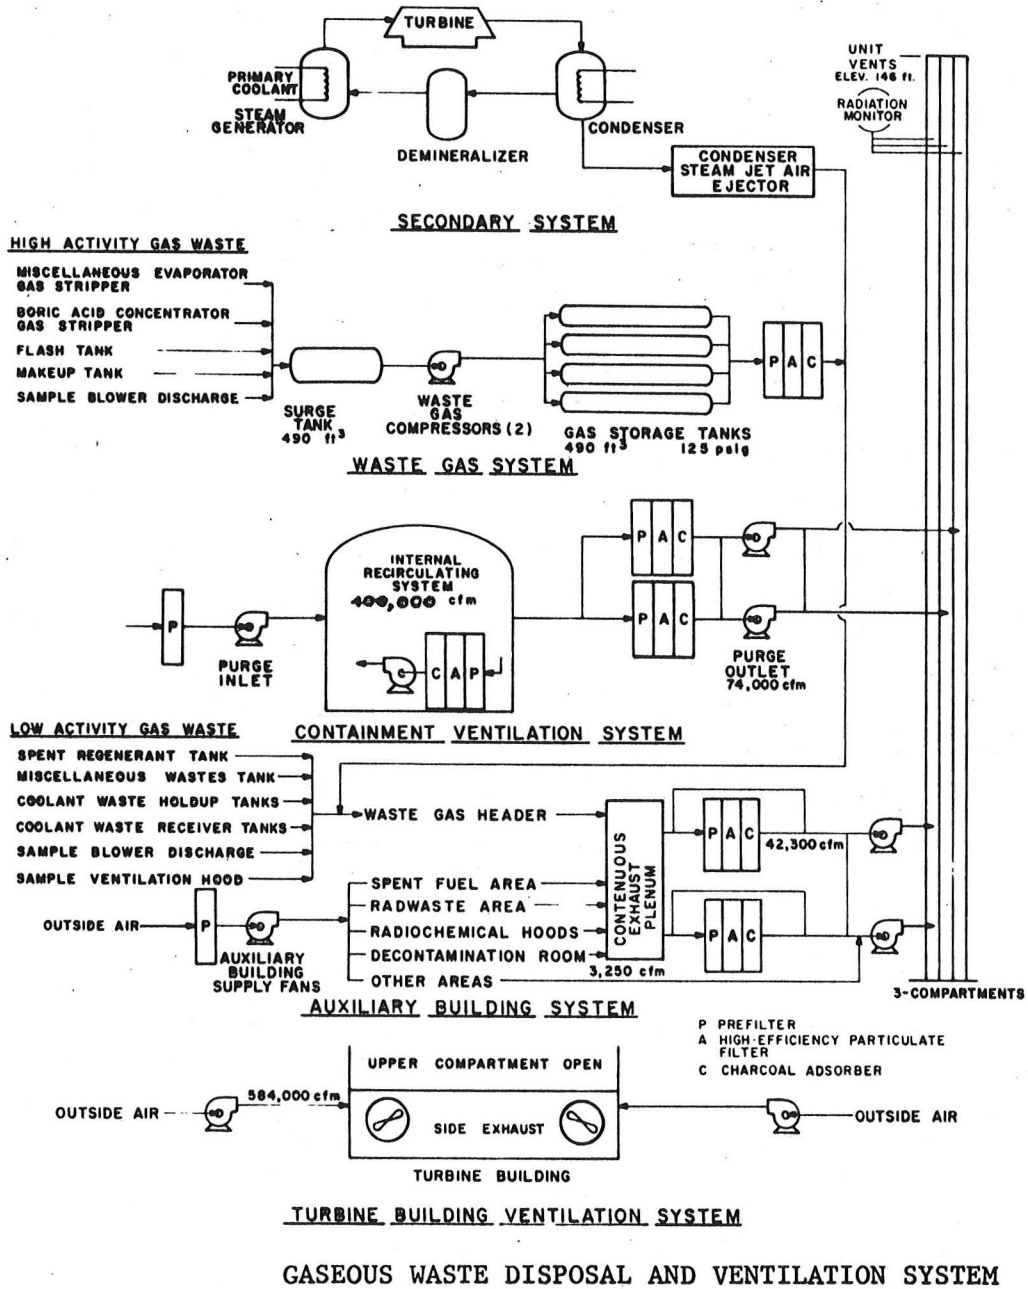 TURBINE
UNIT
VENTS
ELEV. 146 ft.
PRIMARY
COOLANT
STEAM
GENERATOR
RADIATION
MONITOR
CONDENSER
DEMINERALIZER
CONDENSER
STEAM JET AIR
EJECTOR
SECONDARY SYSTEM
HIGH ACTIVITY GAS WASTE
MISCELLANEOUS EVAPORATOR
GAS STRIPPER
BORIC ACID CONCENTRATOR
GAS STRIPPER
FLASH TANK
MAKEUP TANK
SAMPLE BLOWER DISCHARGE
SURGE
TANK
490 ft³
WASTE
GAS
COMPRESSORS (2)
GAS STORAGE TANKS
490 ft³ 125 psig
P A C
WASTE GAS SYSTEM
P A C
INTERNAL
RECIRCULATING
SYSTEM
400,000 cfm
P
P A C
C A P
PURGE
INLET
PURGE
OUTLET
74,000 cfm
CONTAINMENT VENTILATION SYSTEM
LOW ACTIVITY GAS WASTE
SPENT REGENERANT TANK
MISCELLANEOUS WASTES TANK
COOLANT WASTE HOLDUP TANKS
COOLANT WASTE RECEIVER TANKS
SAMPLE BLOWER DISCHARGE
SAMPLE VENTILATION HOOD
WASTE GAS HEADER
CONTENUOUS
EXHAUST
PLENUM
P A C
42,300 cfm
OUTSIDE AIR
P
AUXILIARY
BUILDING
SUPPLY FANS
SPENT FUEL AREA
RADWASTE AREA
RADIOCHEMICAL HOODS
DECONTAMINATION ROOM
OTHER AREAS
3,250 cfm
P A C
3-COMPARTMENTS
AUXILIARY BUILDING SYSTEM
P PREFILTER
A HIGH-EFFICIENCY PARTICULATE
FILTER
C CHARCOAL ADSORBER
UPPER COMPARTMENT OPEN
584,000 cfm
OUTSIDE AIR
SIDE EXHAUST
OUTSIDE AIR
TURBINE BUILDING
TURBINE BUILDING VENTILATION SYSTEM
GASEOUS WASTE DISPOSAL AND VENTILATION SYSTEM